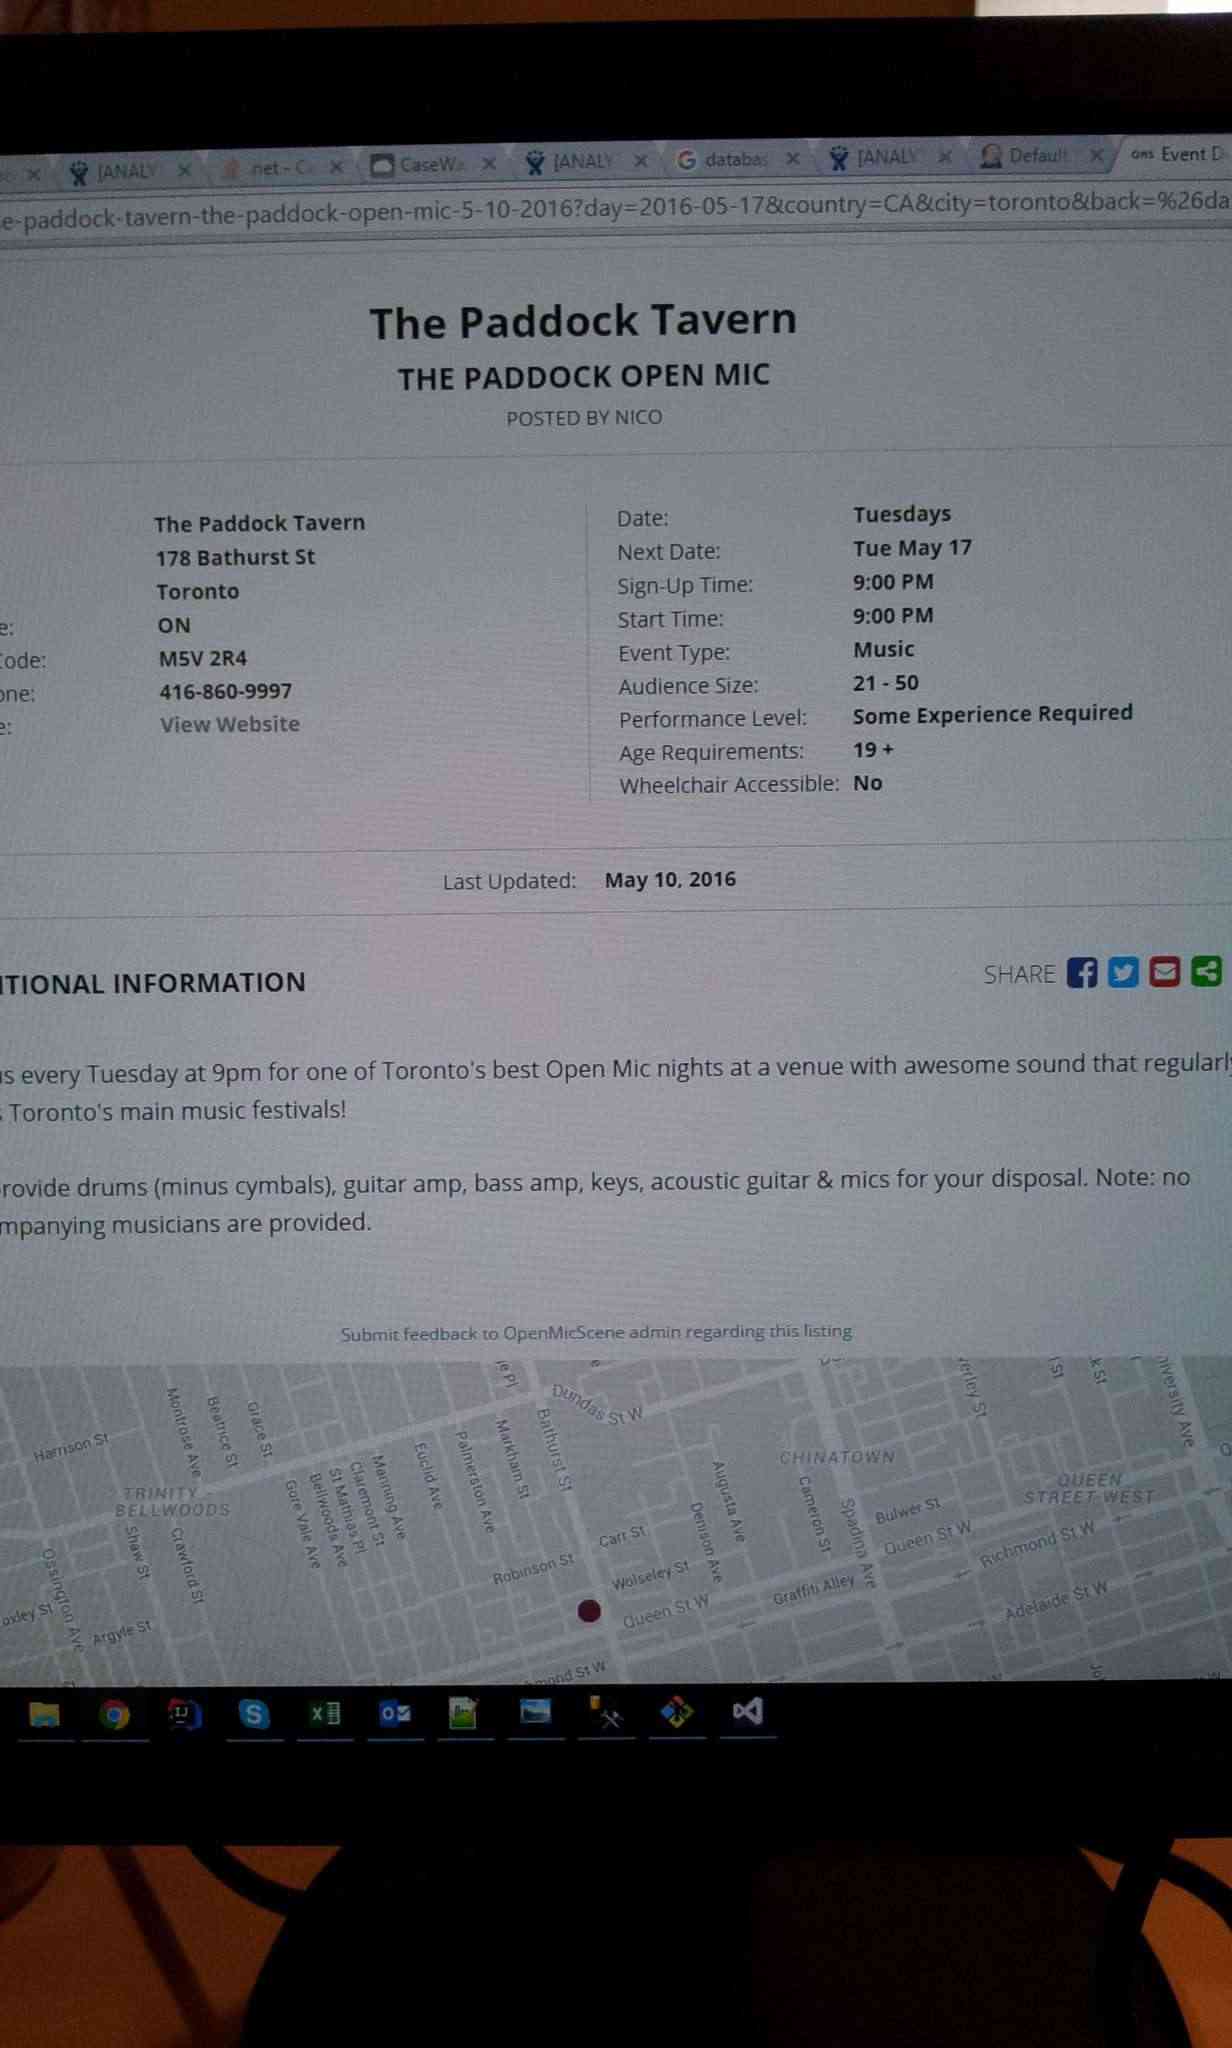 [ANALY
.net - C
CaseWa
[ANALY
databas
[ANALY
Default
OMS Event D
e-paddock-tavern-the-paddock-open-mic-5-10-2016?day=2016-05-17&country=CA&city=toronto&back=%26da
The Paddock Tavern
THE PADDOCK OPEN MIC
POSTED BY NICO
The Paddock Tavern
178 Bathurst St
Toronto
e: ON
Code: M5V 2R4
one: 416-860-9997
e: View Website
Date: Tuesdays
Next Date: Tue May 17
Sign-Up Time: 9:00 PM
Start Time: 9:00 PM
Event Type: Music
Audience Size: 21 - 50
Performance Level: Some Experience Required
Age Requirements: 19 +
Wheelchair Accessible: No
Last Updated: May 10, 2016
ITIONAL INFORMATION
SHARE
us every Tuesday at 9pm for one of Toronto's best Open Mic nights at a venue with awesome sound that regularly
s Toronto's main music festivals!
rovide drums (minus cymbals), guitar amp, bass amp, keys, acoustic guitar & mics for your disposal. Note: no
mpanying musicians are provided.
Submit feedback to OpenMicScene admin regarding this listing
Harrison St
Montrose Ave
Beatrice St
Grace St
TRINITY
BELLWOODS
Ossington Ave
Shaw St
Crawford St
oxley St
Argyle St
Gore Vale Ave
Bellwoods Ave
St Mathias Pl
Claremont St
Manning Ave
Euclid Ave
Palmerston Ave
Markham St
Bathurst St
Dundas St W
Robinson St
Carr St
Wolseley St
Queen St W
Denison Ave
Augusta Ave
CHINATOWN
Cameron St
Spadina Ave
Graffiti Alley
Bulwer St
Queen St W
QUEEN
STREET WEST
Richmond St W
Adelaide St W
verley St
k St
niversity Ave
mond St W